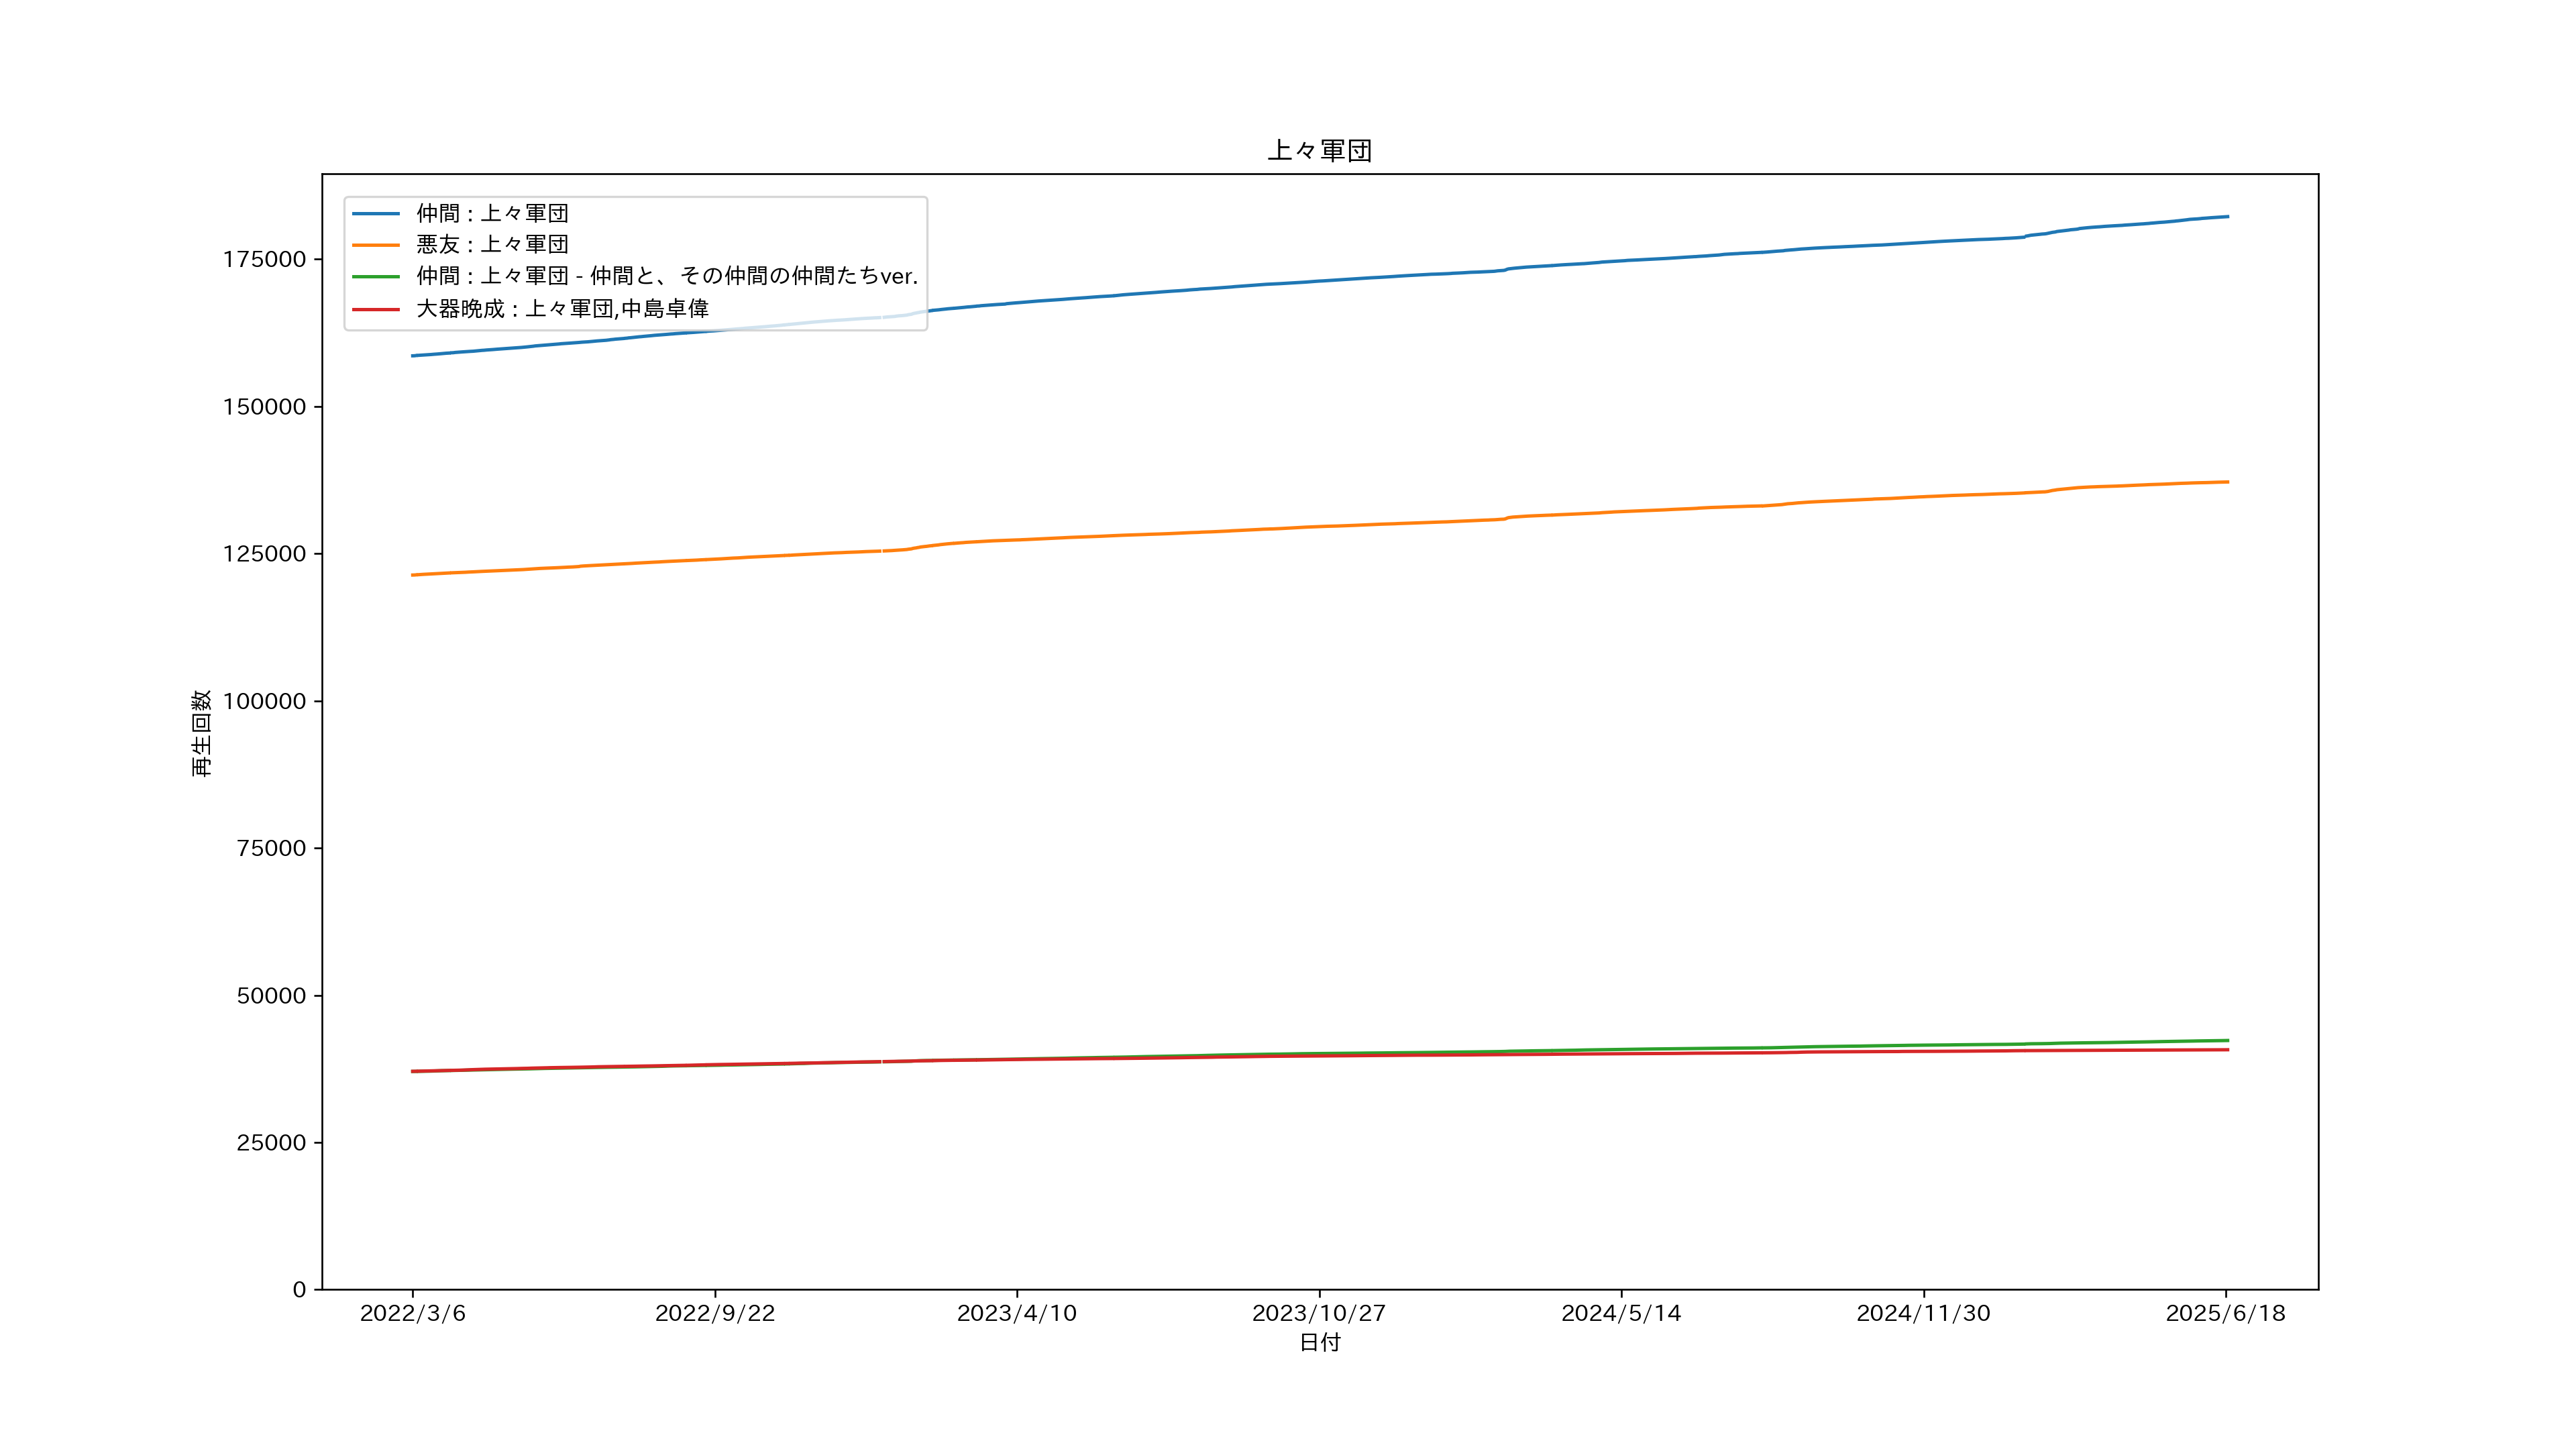 上々軍団
仲間 : 上々軍団
悪友 : 上々軍団
仲間 : 上々軍団 - 仲間と、その仲間の仲間たちver.
大器晩成 : 上々軍団,中島卓偉
175000
150000
125000
100000
75000
50000
25000
0
再生回数
2022/3/6
2022/9/22
2023/4/10
2023/10/27
2024/5/14
2024/11/30
2025/6/18
日付